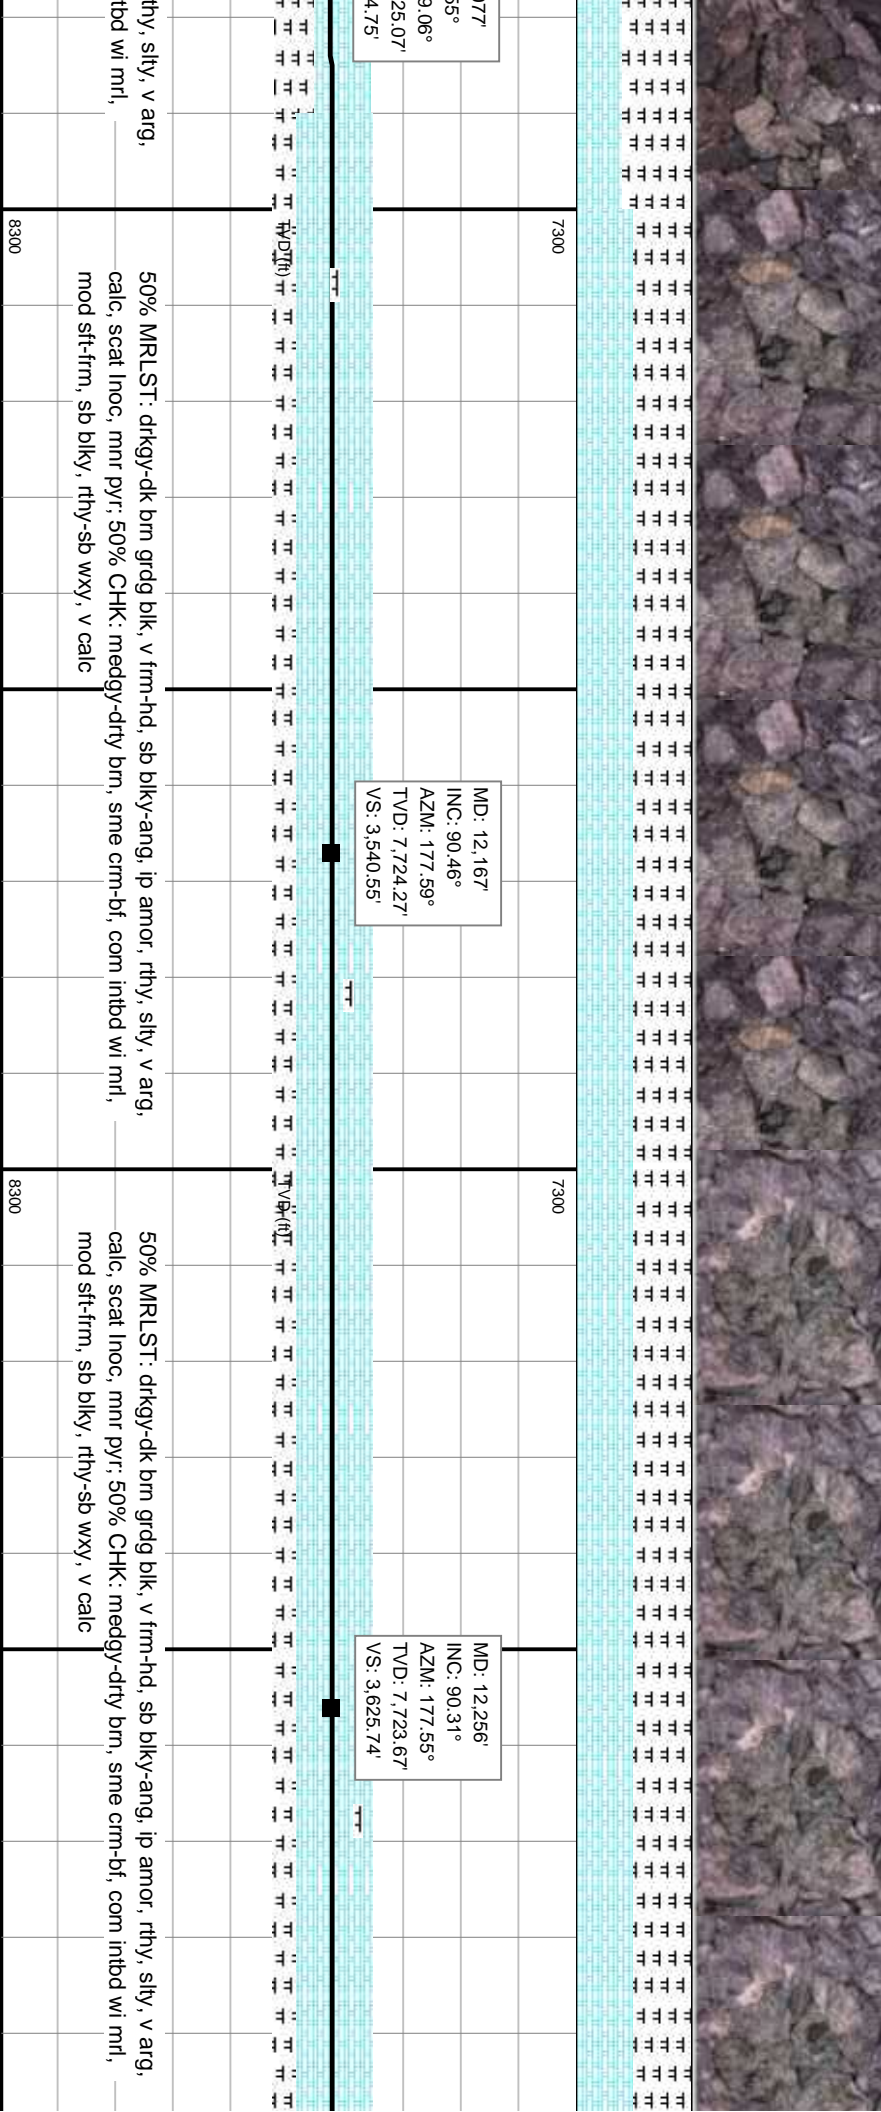 077'
55°
9.06°
25.07'
4.75'
thy, slty, v arg,
tbd wi mrl,
7300
TVD (ft)
8300
50% MRLST: drkgy-dk brn grdg blk, v frm-hd, sb blky-ang, ip amor, rthy, slty, v arg,
calc, scat Inoc, mnr pyr; 50% CHK: medgy-drty brn, sme crm-bf, com intbd wi mrl,
mod sft-frm, sb blky, rthy-sb wxy, v calc
MD: 12,167'
INC: 90.46°
AZM: 177.59°
TVD: 7,724.27'
VS: 3,540.55'
7300
TVD (ft)
8300
50% MRLST: drkgy-dk brn grdg blk, v frm-hd, sb blky-ang, ip amor, rthy, slty, v arg,
calc, scat Inoc, mnr pyr; 50% CHK: medgy-drty brn, sme crm-bf, com intbd wi mrl,
mod sft-frm, sb blky, rthy-sb wxy, v calc
MD: 12,256'
INC: 90.31°
AZM: 177.55°
TVD: 7,723.67'
VS: 3,625.74'